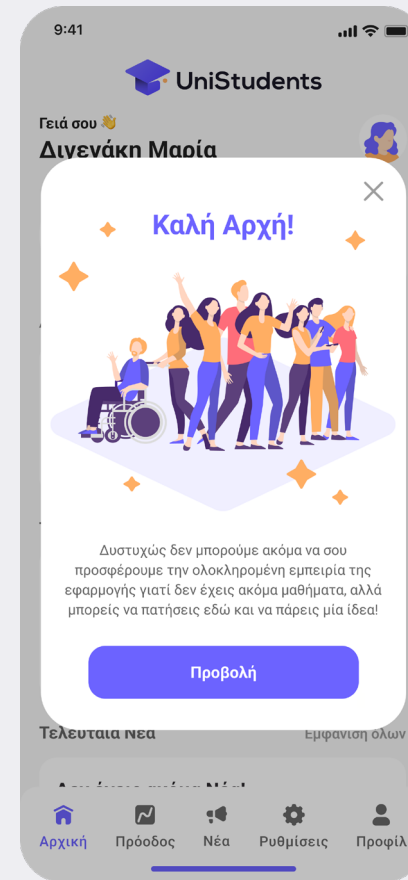 9:41
UniStudents
Γειά σου 👋
Διγενάκη Μαρία
Καλή Αρχή!
Δυστυχώς δεν μπορούμε ακόμα να σου
προσφέρουμε την ολοκληρωμένη εμπειρία της
εφαρμογής γιατί δεν έχεις ακόμα μαθήματα, αλλά
μπορείς να πατήσεις εδώ και να πάρεις μία ιδέα!
Προβολή
Τελευταία Νέα
Εμφάνιση όλων
Αρχική
Πρόοδος
Νέα
Ρυθμίσεις
Προφίλ